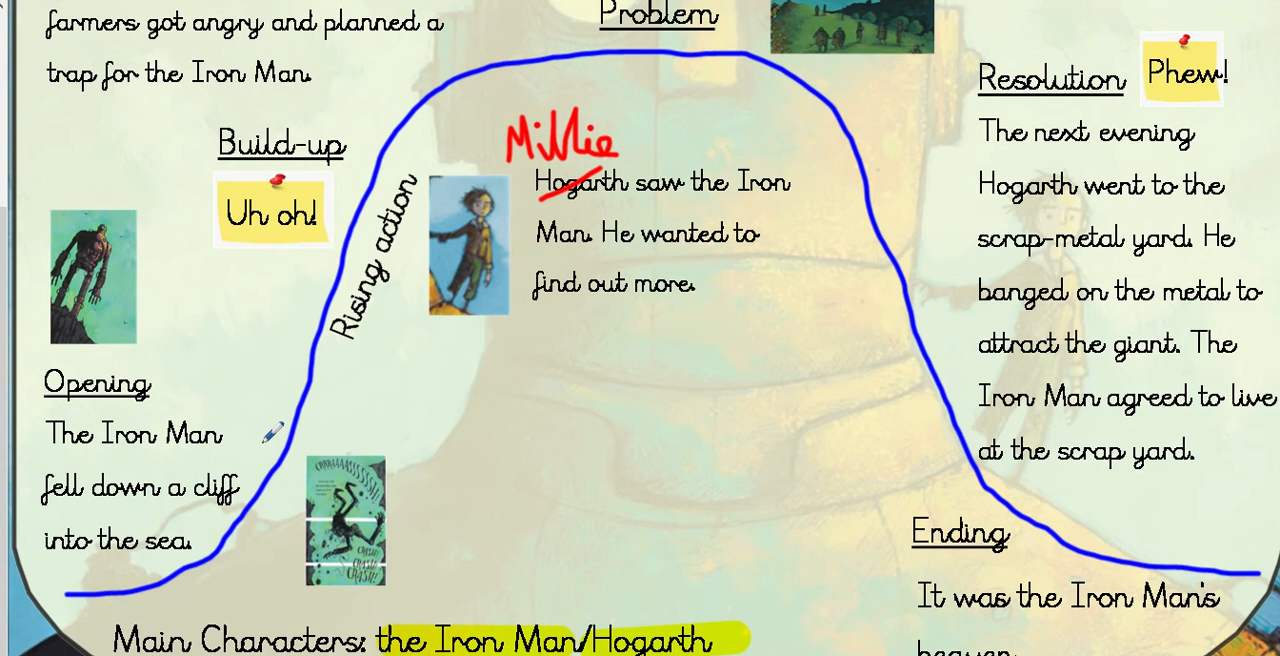 farmers got angry and planned a
trap for the Iron Man.
Build-up
Uh oh!
Opening
The Iron Man
fell down a cliff
into the sea.
Rising action
Problem
Millie
Hogarth saw the Iron
Man. He wanted to
find out more.
CRASH!
CRASH!
CRASH!
Resolution
Phew!
The next evening
Hogarth went to the
scrap-metal yard. He
banged on the metal to
attract the giant. The
Iron Man agreed to live
at the scrap yard.
Ending
It was the Iron Man's
heaven
Main Characters: the Iron Man/Hogarth